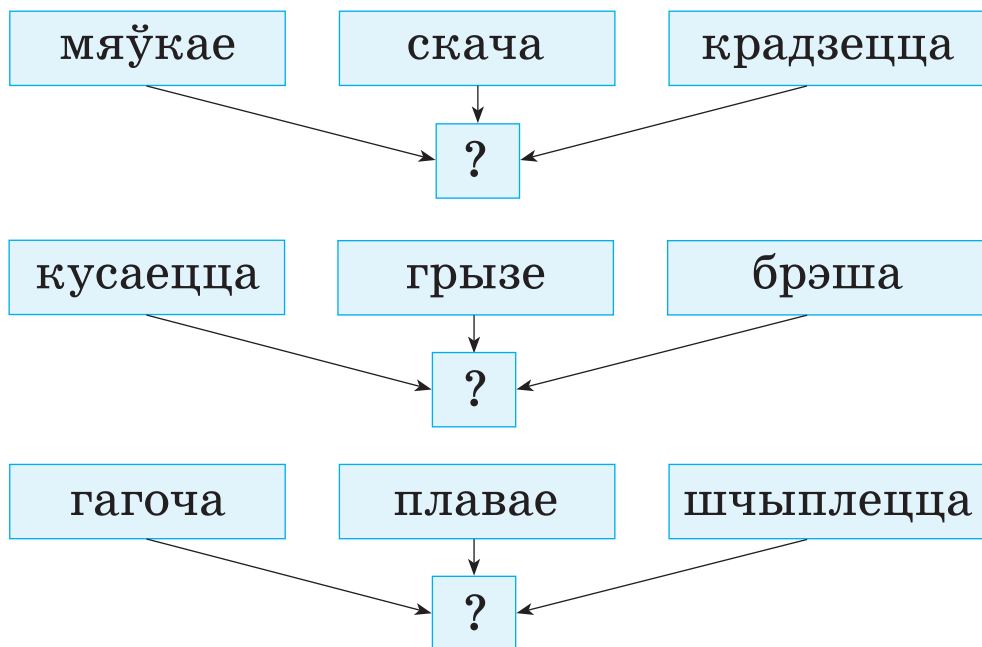 мяўкае скача крадзецца
?
кусаецца грызе брэша
?
гагоча плавае шчыплецца
?